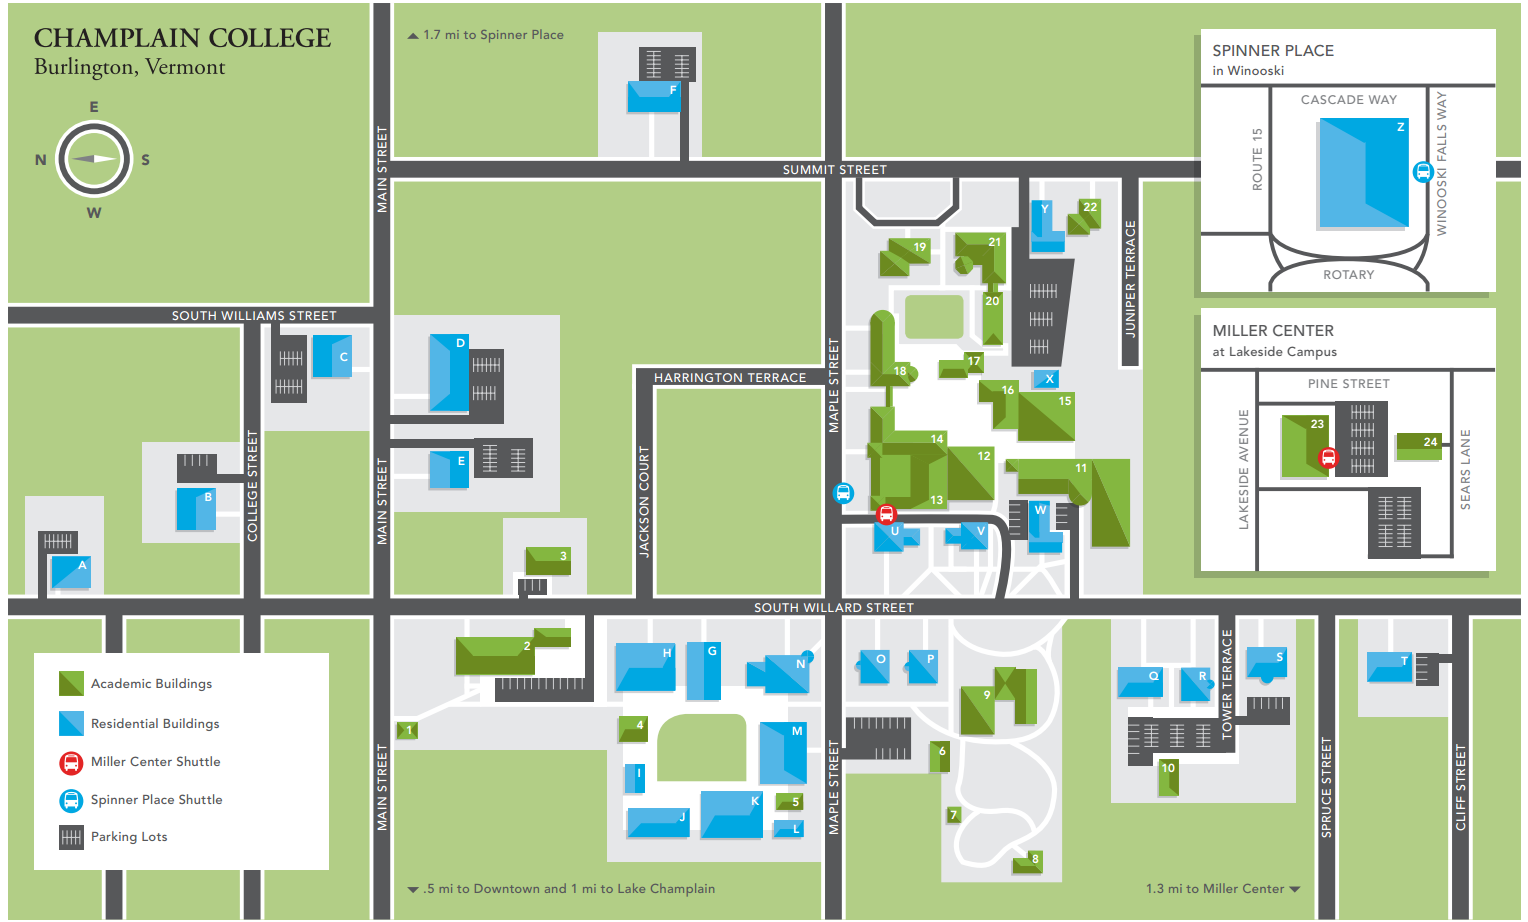 CHAMPLAIN COLLEGE
Burlington, Vermont
E
N
S
W
1.7 mi to Spinner Place
F
MAIN STREET
SUMMIT STREET
SPINNER PLACE
in Winooski
CASCADE WAY
Z
ROUTE 15
WINOOSKI FALLS WAY
ROTARY
Y
22
19
21
20
JUNIPER TERRACE
SOUTH WILLIAMS STREET
C
D
HARRINGTON TERRACE
MAPLE STREET
17
18
X
16
15
MILLER CENTER
at Lakeside Campus
PINE STREET
LAKESIDE AVENUE
23
24
SEARS LANE
COLLEGE STREET
MAIN STREET
E
B
JACKSON COURT
14
12
11
13
A
3
U
V
W
SOUTH WILLARD STREET
Academic Buildings
Residential Buildings
Miller Center Shuttle
Spinner Place Shuttle
Parking Lots
2
H
G
N
O
P
Q
R
TOWER TERRACE
S
T
1
4
9
M
6
I
10
MAIN STREET
MAPLE STREET
SPRUCE STREET
CLIFF STREET
J
K
5
L
7
8
.5 mi to Downtown and 1 mi to Lake Champlain
1.3 mi to Miller Center